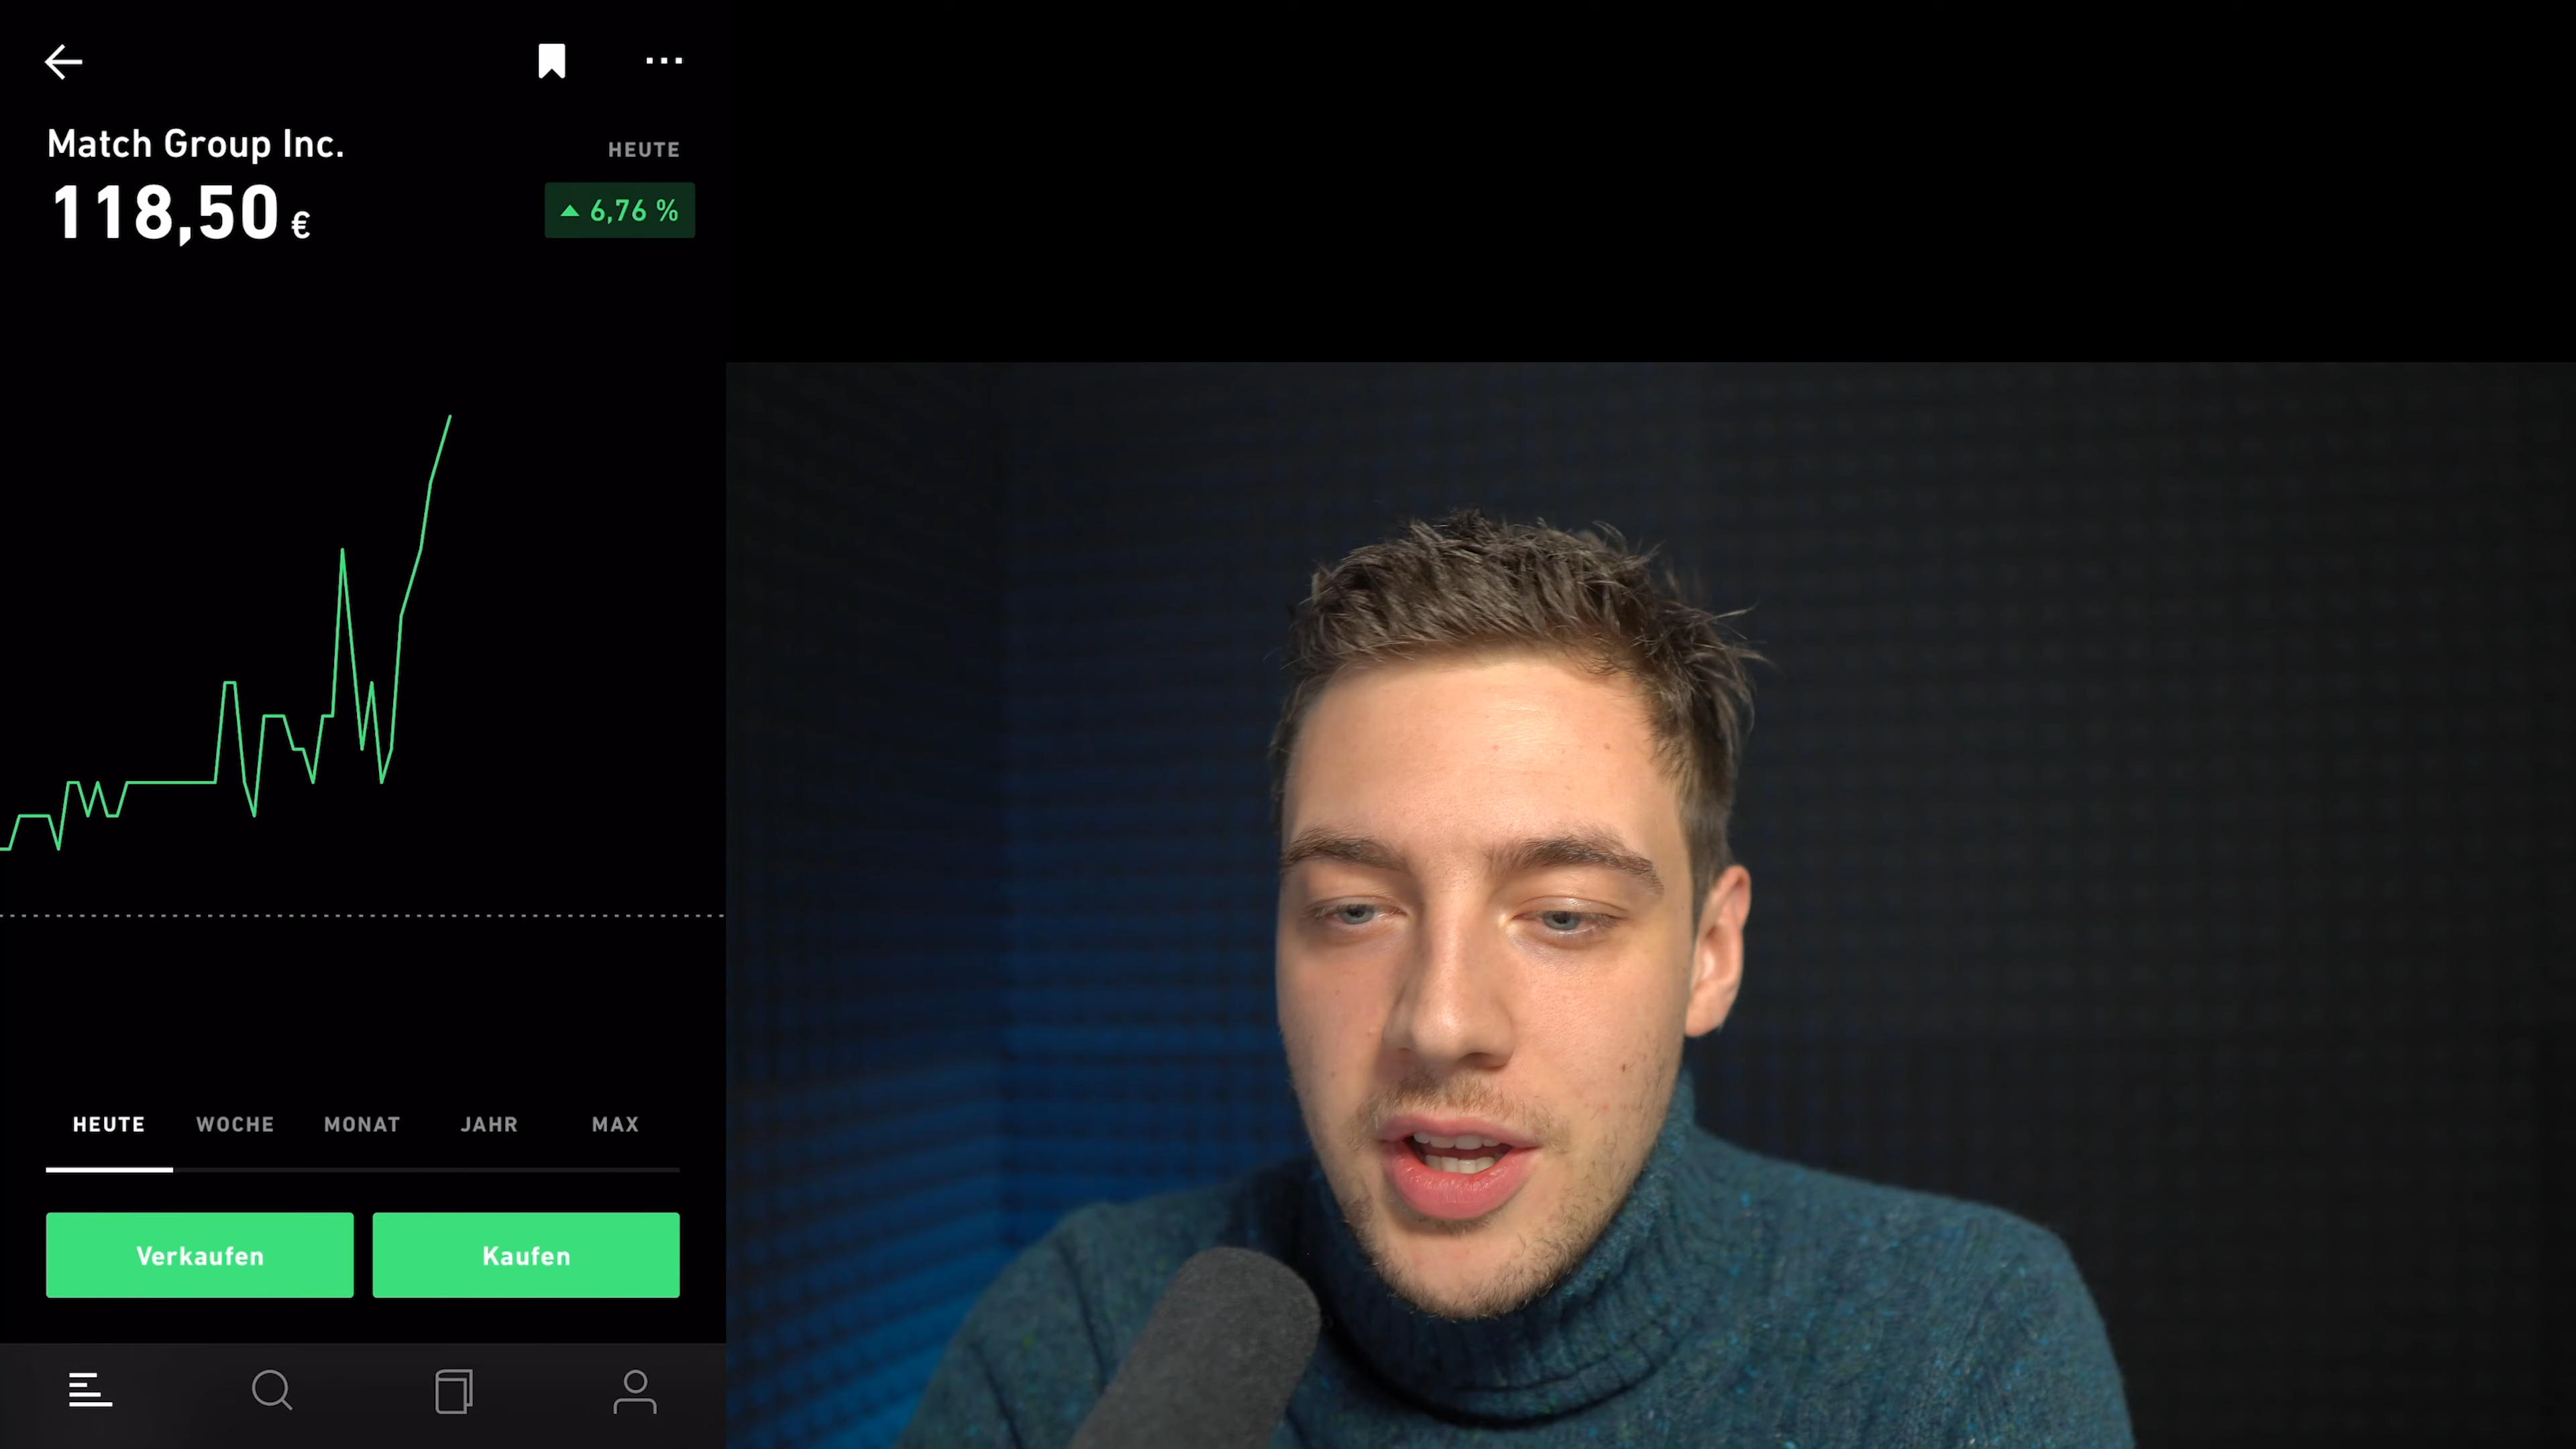 Match Group Inc.
HEUTE
118,50 €
6,76 %
HEUTE WOCHE MONAT JAHR MAX
Verkaufen Kaufen